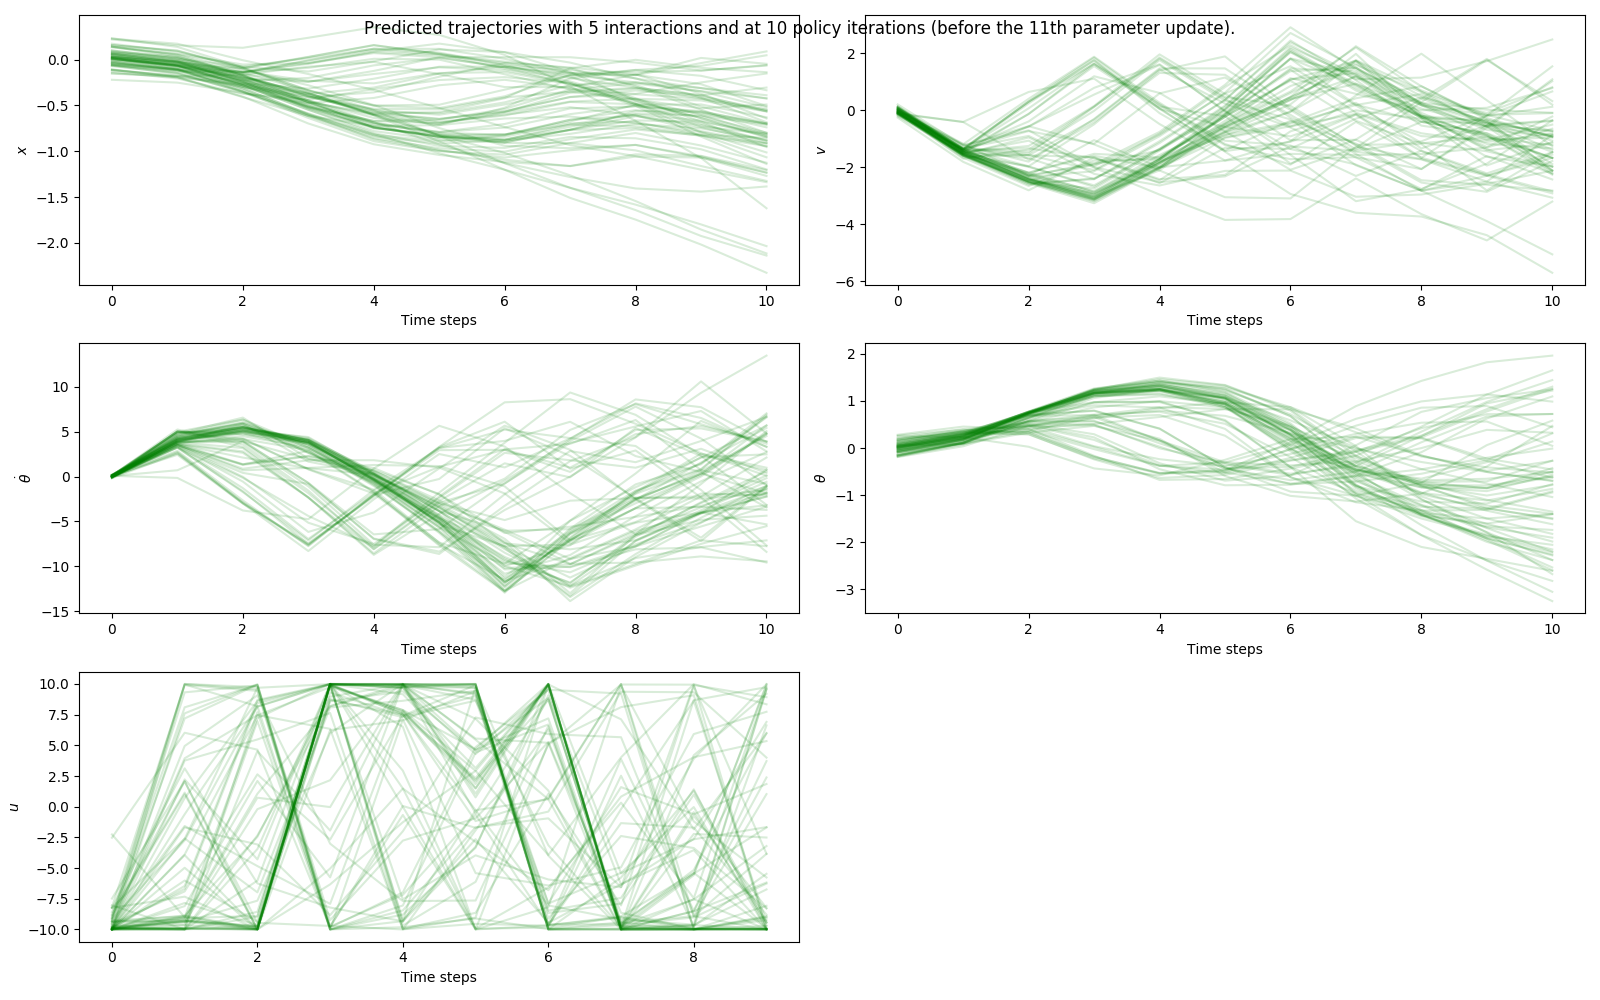 Predicted trajectories with 5 interactions and at 10 policy iterations (before the 11th parameter update).
0.0
−0.5
−1.0
−1.5
−2.0
x
0 2 4 6 8 10
Time steps
2
0
−2
−4
−6
v
0 2 4 6 8 10
Time steps
10
5
0
−5
−10
−15
θ̇
0 2 4 6 8 10
Time steps
2
1
0
−1
−2
−3
θ
0 2 4 6 8 10
Time steps
10.0
7.5
5.0
2.5
0.0
−2.5
−5.0
−7.5
−10.0
u
0 2 4 6 8
Time steps